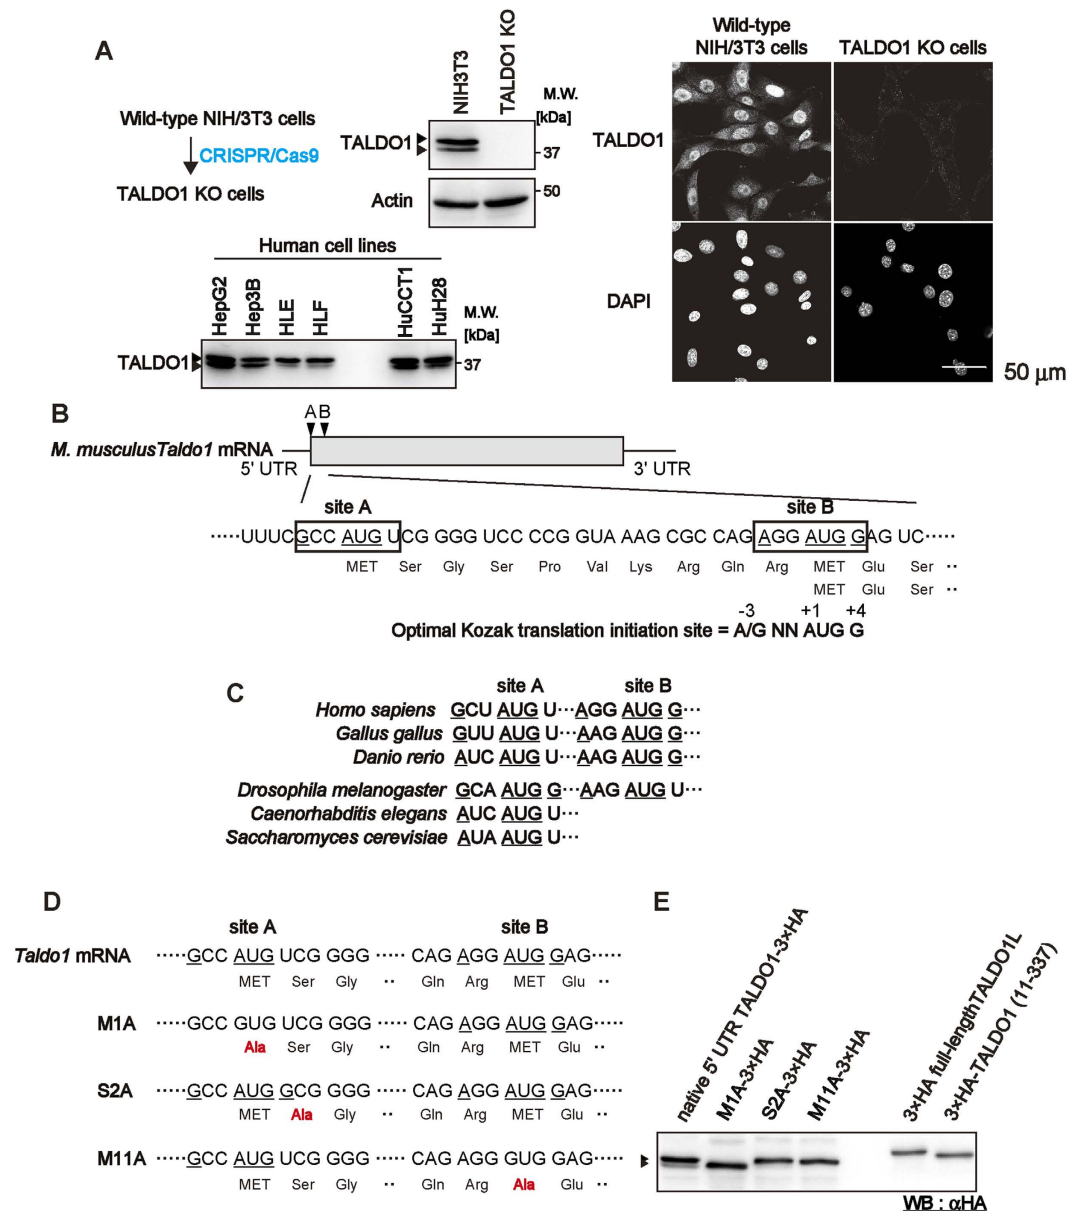 A
Wild-type NIH/3T3 cells
CRISPR/Cas9
TALDO1 KO cells
NIH3T3
TALDO1 KO
M.W.
[kDa]
TALDO1
37
50
Actin
Human cell lines
HepG2
Hep3B
HLE
HLF
HuCCT1
HuH28
M.W.
[kDa]
TALDO1
37
Wild-type
NIH/3T3 cells
TALDO1 KO cells
TALDO1
DAPI
50 μm
B
A B
M. musculusTaldo1 mRNA
5' UTR
3' UTR
site A
site B
·····UUUCGCC AUG UCG GGG UCC CCG GUA AAG CGC CAG AGG AUG GAG UC·····
MET Ser Gly Ser Pro Val Lys Arg Gln Arg MET Glu Ser ··
MET Glu Ser ··
-3 +1 +4
Optimal Kozak translation initiation site = A/G NN AUG G
C
site A site B
Homo sapiens GCU AUG U···AGG AUG G···
Gallus gallus GUU AUG U···AAG AUG G···
Danio rerio AUC AUG U···AAG AUG G···
Drosophila melanogaster GCA AUG G···AAG AUG U···
Caenorhabditis elegans AUC AUG U···
Saccharomyces cerevisiae AUA AUG U···
D
site A
site B
Taldo1 mRNA ·····GCC AUG UCG GGG ····· CAG AGG AUG GAG·····
MET Ser Gly ·· Gln Arg MET Glu ··
M1A ·····GCC GUG UCG GGG ····· CAG AGG AUG GAG·····
Ala Ser Gly ·· Gln Arg MET Glu ··
S2A ·····GCC AUG GCG GGG ····· CAG AGG AUG GAG·····
MET Ala Gly ·· Gln Arg MET Glu ··
M11A ·····GCC AUG UCG GGG ····· CAG AGG GUG GAG·····
MET Ser Gly ·· Gln Arg Ala Glu ··
E
native 5' UTR TALDO1-3×HA
M1A-3×HA
S2A-3×HA
M11A-3×HA
3×HA full-lengthTALDO1L
3×HA-TALDO1 (11-337)
WB : αHA